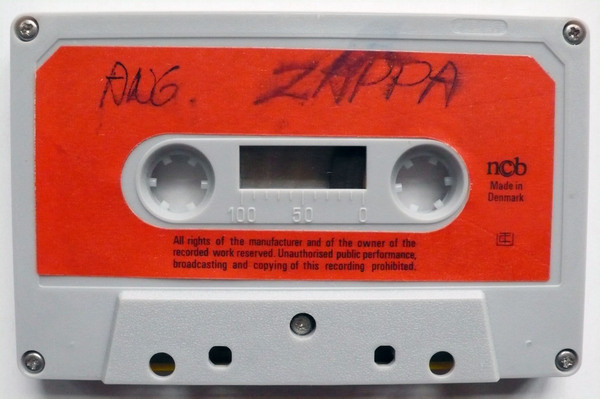 ANG. ZAPPA
ncb
Made in
Denmark
100 50 0
All rights of the manufacturer and of the owner of the
recorded work reserved. Unauthorised public performance,
broadcasting and copying of this recording prohibited.